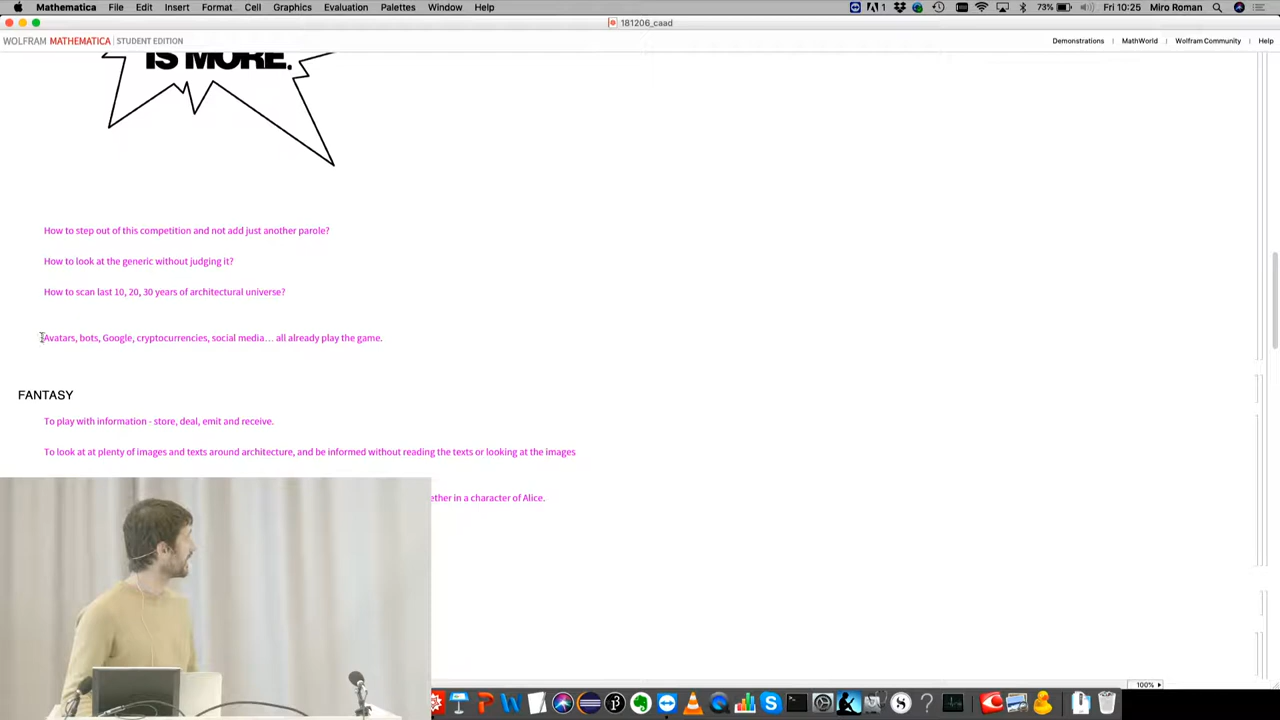 Mathematica File Edit Insert Format Cell Graphics Evaluation Palettes Window Help 1 73% Fri 10:25 Miro Roman
181206_caad
WOLFRAM MATHEMATICA | STUDENT EDITION Demonstrations | MathWorld | Wolfram Community | Help
IS MORE.
How to step out of this competition and not add just another parole?
How to look at the generic without judging it?
How to scan last 10, 20, 30 years of architectural universe?
Avatars, bots, Google, cryptocurrencies, social media… all already play the game.
FANTASY
To play with information - store, deal, emit and receive.
To look at at plenty of images and texts around architecture, and be informed without reading the texts or looking at the images
in a character of Alice.
100%